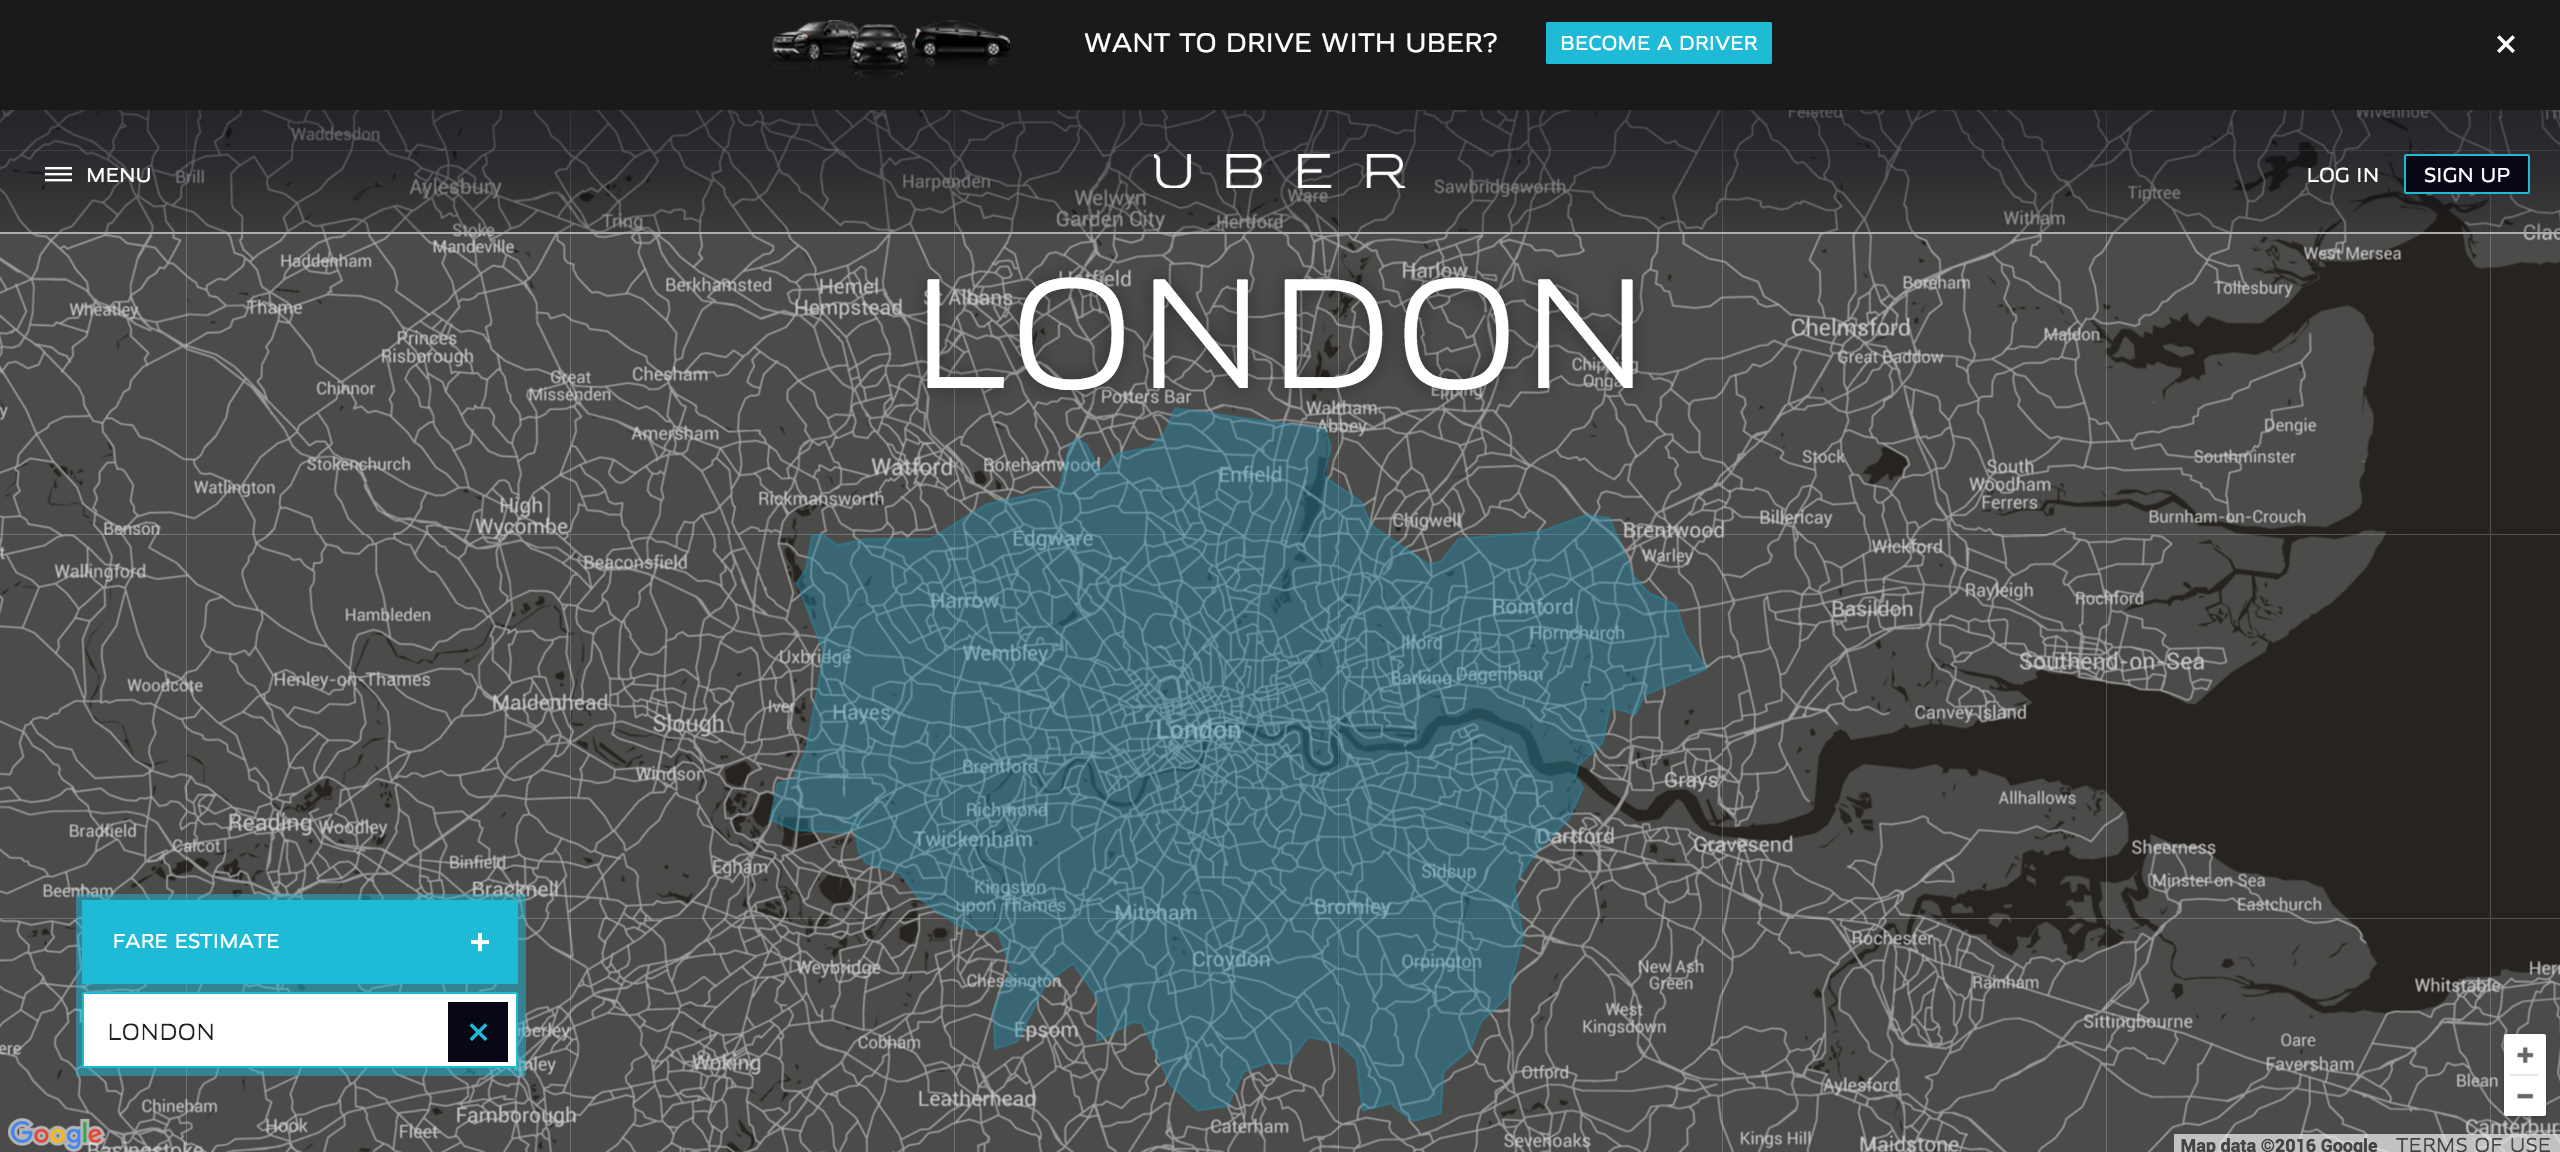 WANT TO DRIVE WITH UBER?
BECOME A DRIVER
MENU
UBER
LOG IN
SIGN UP
LONDON
Waddesdon
Felsted
Wivenhoe
Brill
Aylesbury
Harpenden
Welwyn
Garden City
Ware
Hertford
Sawbridgeworth
Tiptree
Witham
Tring
Stoke
Mandeville
Haddenham
West Mersea
Berkhamsted
Hemel
Hempstead
St Albans
Hatfield
Harlow
Boreham
Tollesbury
Wheatley
Thame
Princes
Risborough
Chelmsford
Great Baddow
Maldon
Chinnor
Great
Missenden
Chesham
Potters Bar
Epping
Waltham
Abbey
Dengie
Amersham
Stokenchurch
Watford
Borehamwood
Enfield
Stock
South
Woodham
Ferrers
Southminster
Watlington
High
Wycombe
Rickmansworth
Chigwell
Brentwood
Warley
Billericay
Burnham-on-Crouch
Benson
Edgware
Wickford
Wallingford
Beaconsfield
Harrow
Romford
Hornchurch
Basildon
Rayleigh
Rochford
Hambleden
Uxbridge
Wembley
Ilford
Barking
Dagenham
Southend-on-Sea
Woodcote
Henley-on-Thames
Maidenhead
Slough
Iver
Hayes
London
Canvey Island
Windsor
Brentford
Grays
Allhallows
Richmond
Bradfield
Reading
Woodley
Calcot
Twickenham
Dartford
Gravesend
Sheerness
Binfield
Egham
Sidcup
Minster on Sea
Eastchurch
Beenham
Bracknell
Kingston
upon Thames
Mitcham
Bromley
Rochester
FARE ESTIMATE
Weybridge
Chessington
Croydon
Orpington
New Ash
Green
Rainham
Whitstable
LONDON
Epsom
West
Kingsdown
Sittingbourne
Cobham
Woking
Oare
Faversham
Otford
Aylesford
Blean
Chineham
Farnborough
Leatherhead
Hook
Fleet
Caterham
Sevenoaks
Kings Hill
Maidstone
Basingstoke
Google
Map data ©2016 Google
TERMS OF USE